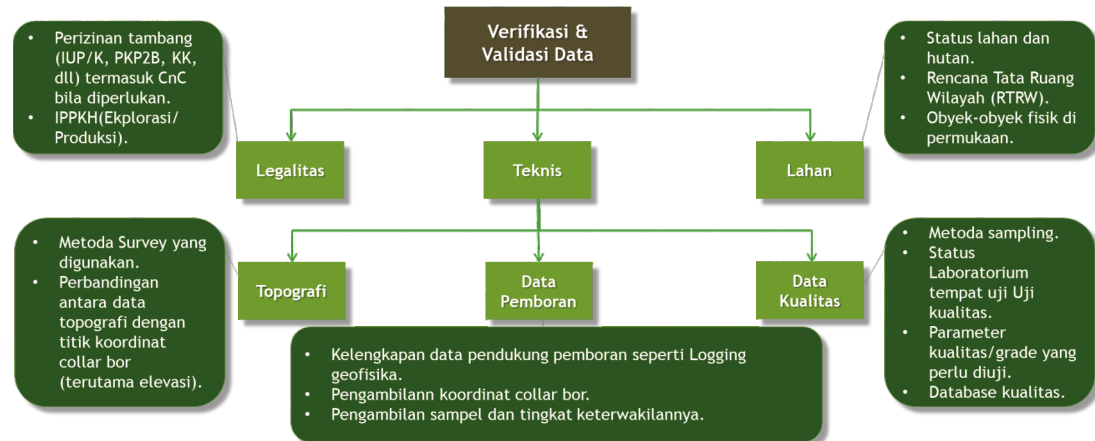 Verifikasi &
Validasi Data
• Perizinan tambang
(IUP/K, PKP2B, KK,
dll) termasuk CnC
bila diperlukan.
• IPPKH(Ekplorasi/
Produksi).
• Status lahan dan
hutan.
• Rencana Tata Ruang
Wilayah (RTRW).
• Obyek-obyek fisik di
permukaan.
Legalitas
Teknis
Lahan
• Metoda Survey yang
digunakan.
• Perbandingan
antara data
topografi dengan
titik koordinat
collar bor
(terutama elevasi).
Topografi
Data
Pemboran
Data
Kualitas
• Metoda sampling.
• Status
Laboratorium
tempat uji Uji
kualitas.
• Parameter
kualitas/grade yang
perlu diuji.
• Database kualitas.
• Kelengkapan data pendukung pemboran seperti Logging
geofisika.
• Pengambilann koordinat collar bor.
• Pengambilan sampel dan tingkat keterwakilannya.